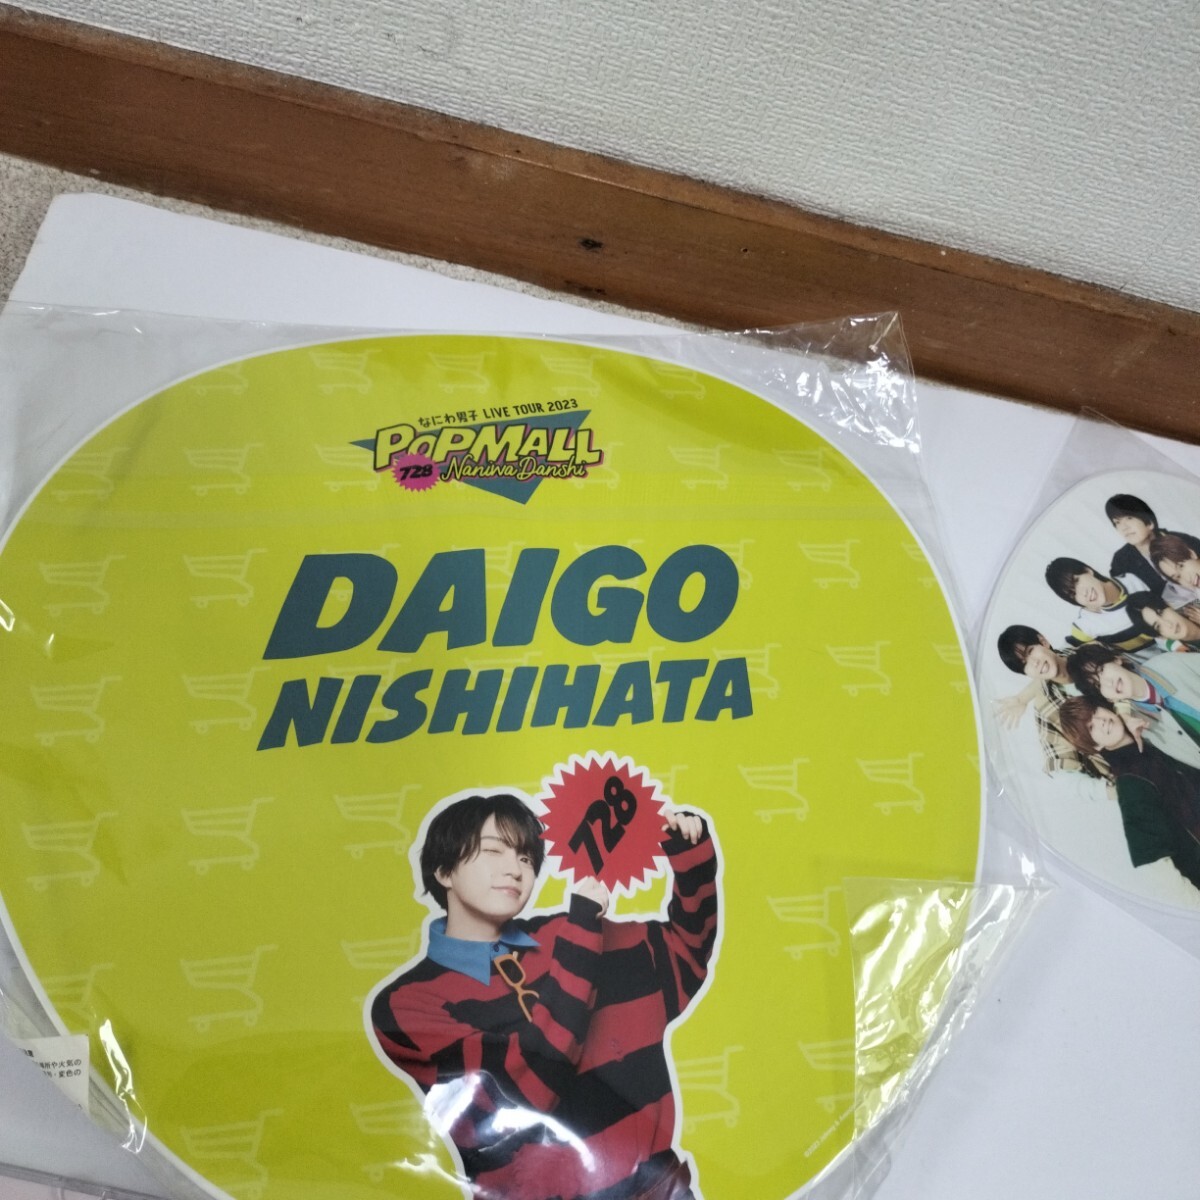 なにわ男子 LIVE TOUR 2023
POPMALL
728
Naniwa Danshi
DAIGO
NISHIHATA
728